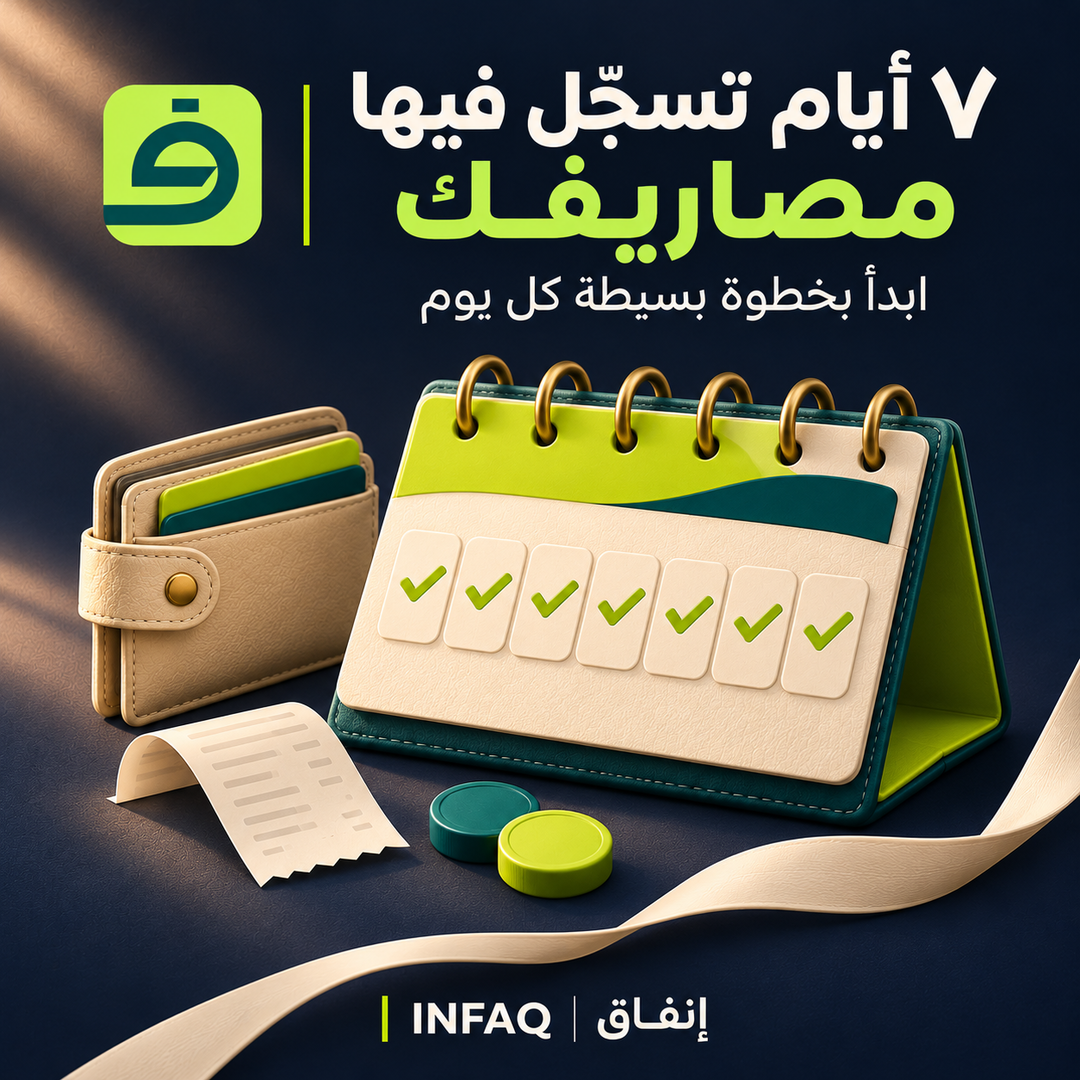 ٧ أيام تسجّل فيها
مصاريفك
ابدأ بخطوة بسيطة كل يوم
إنفاق | INFAQ